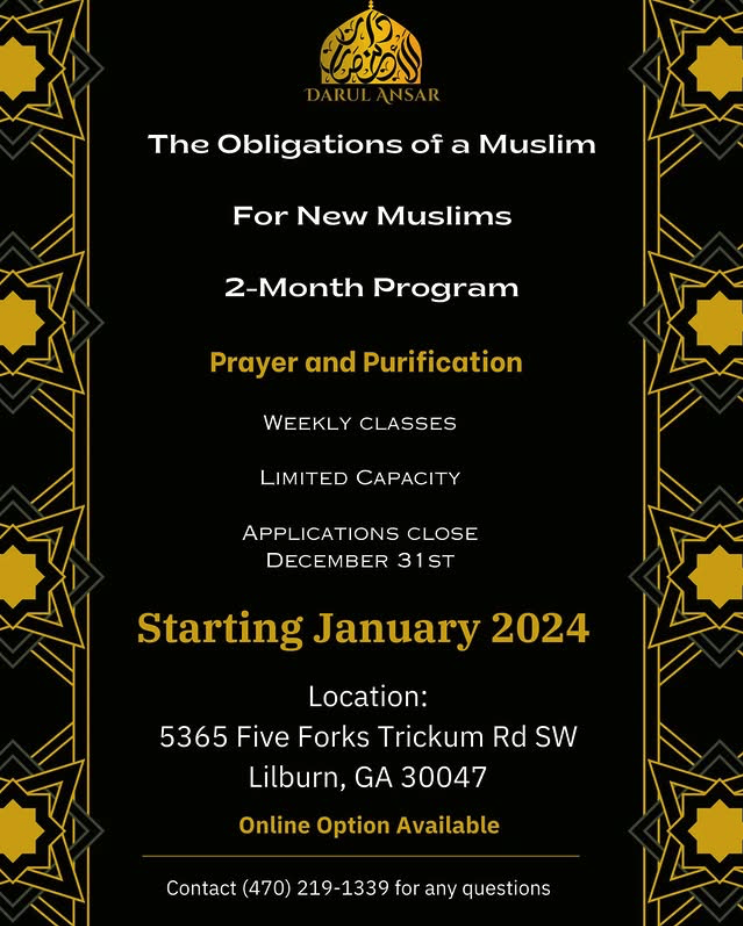 دار الأنصار
DARUL ANSAR
The Obligations of a Muslim
For New Muslims
2-Month Program
Prayer and Purification
WEEKLY CLASSES
LIMITED CAPACITY
APPLICATIONS CLOSE
DECEMBER 31ST
Starting January 2024
Location:
5365 Five Forks Trickum Rd SW
Lilburn, GA 30047
Online Option Available
Contact (470) 219-1339 for any questions